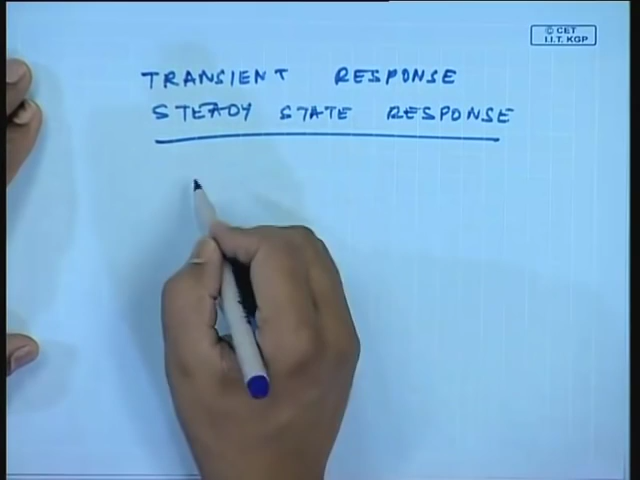 © CET
I.I.T. KGP
TRANSIENT RESPONSE
STEADY STATE RESPONSE